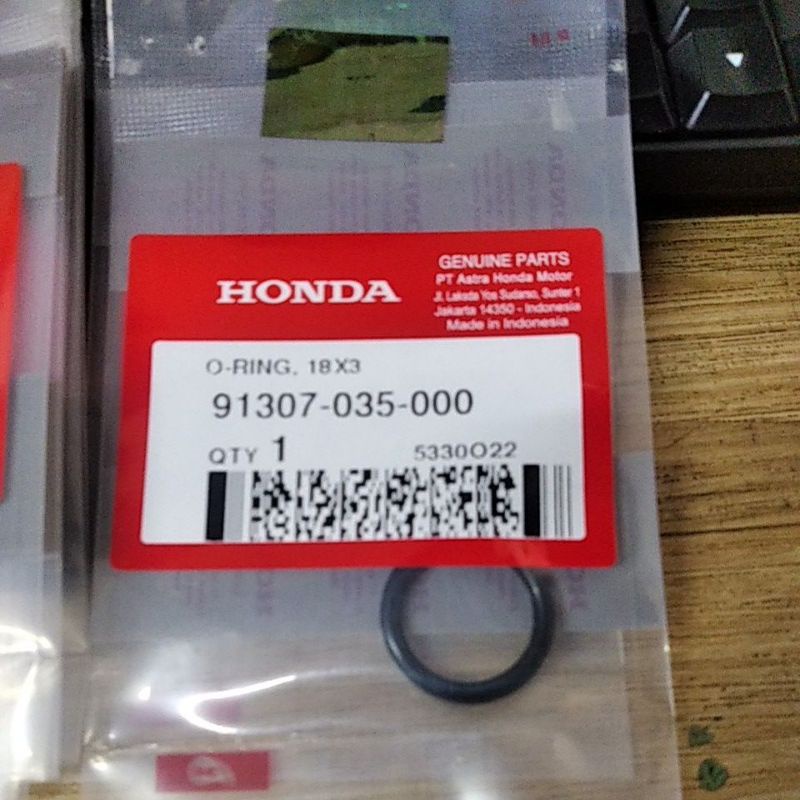 HONDA
GENUINE PARTS
PT Astra Honda Motor
Jl. Laksda Yos Sudarso, Sunter 1
Jakarta 14350 - Indonesia
Made in Indonesia
O-RING, 18X3
91307-035-000
QTY 1 5330O22